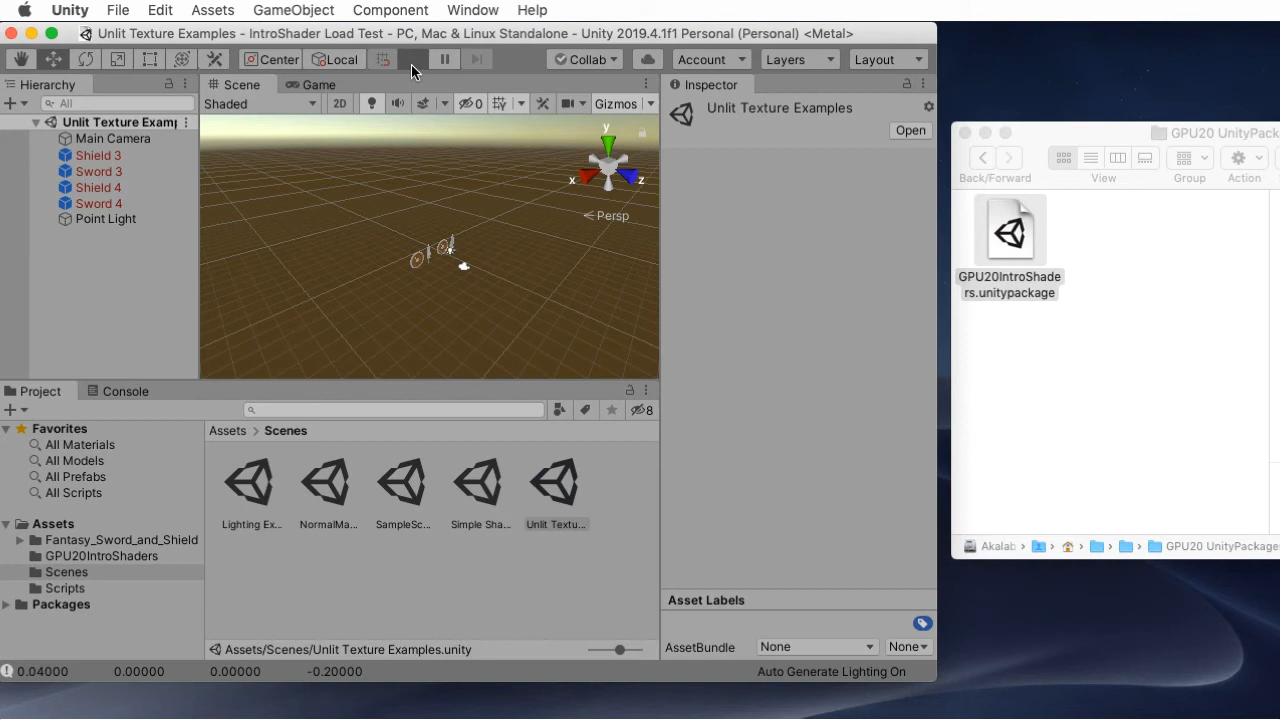 Unity File Edit Assets GameObject Component Window Help
Unlit Texture Examples - IntroShader Load Test - PC, Mac & Linux Standalone - Unity 2019.4.1f1 Personal (Personal) <Metal>
Center Local Collab Account Layers Layout
Hierarchy Scene Game Inspector
All Shaded 2D 0 Gizmos
Unlit Texture Examples
Open
Unlit Texture Examp
Main Camera
Shield 3
Sword 3
Shield 4
Sword 4
Point Light
y
x z
Persp
GPU20 UnityPack
Back/Forward View Group Action
GPU20IntroShade
rs.unitypackage
Akalab GPU20 UnityPackage
Project Console
8
Favorites
All Materials
All Models
All Prefabs
All Scripts
Assets
Fantasy_Sword_and_Shield
GPU20IntroShaders
Scenes
Scripts
Packages
Assets > Scenes
Lighting Ex... NormalMa... SampleSc... Simple Sha... Unlit Textu...
Assets/Scenes/Unlit Texture Examples.unity
Asset Labels
AssetBundle None None
0.04000 0.00000 0.00000 -0.20000 Auto Generate Lighting On